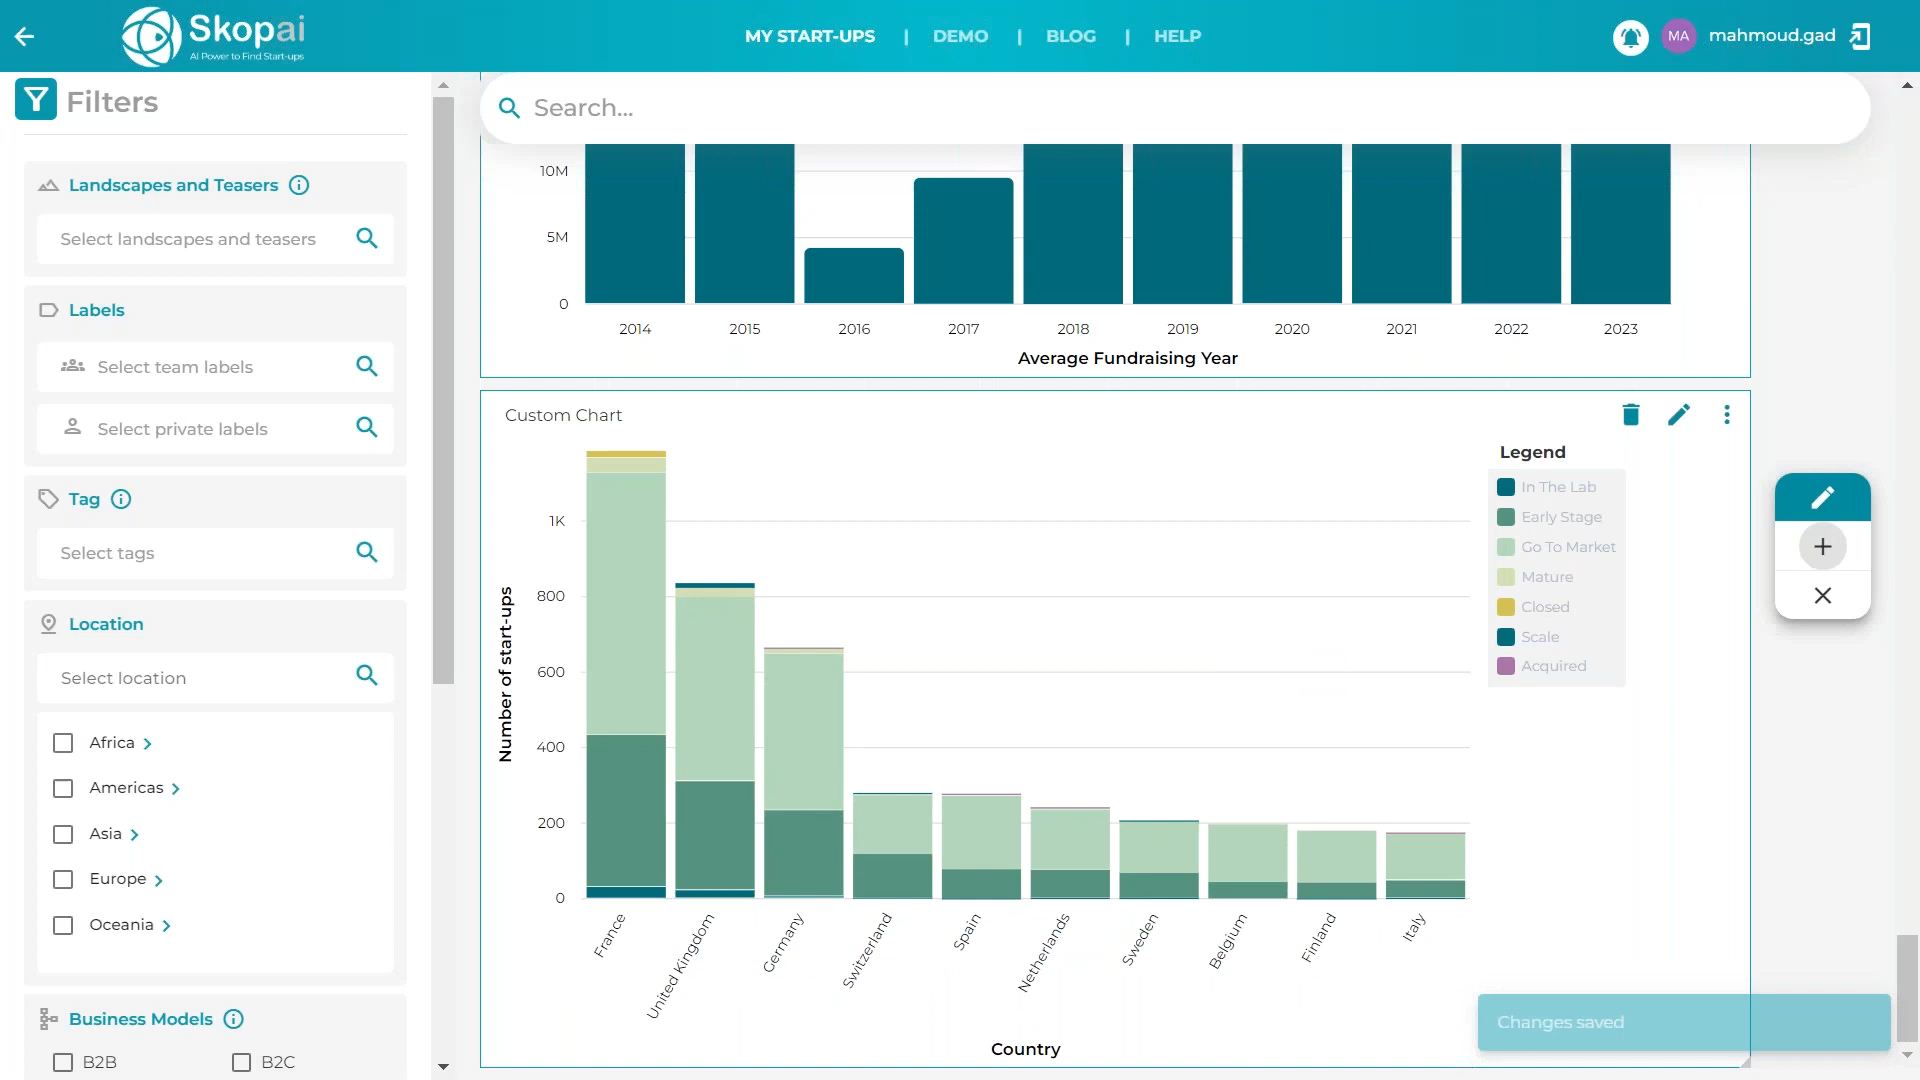 Skopai
AI Power to Find Start-ups
MY START-UPS | DEMO | BLOG | HELP
MA mahmoud.gad
Filters
Search...
Landscapes and Teasers
Select landscapes and teasers
Labels
Select team labels
Select private labels
Tag
Select tags
Location
Select location
Africa
Americas
Asia
Europe
Oceania
Business Models
B2B B2C
10M
5M
0
2014 2015 2016 2017 2018 2019 2020 2021 2022 2023
Average Fundraising Year
Custom Chart
Legend
In The Lab
Early Stage
Go To Market
Mature
Closed
Scale
Acquired
Number of start-ups
1K
800
600
400
200
0
France United Kingdom Germany Switzerland Spain Netherlands Sweden Belgium Finland Italy
Country
Changes saved